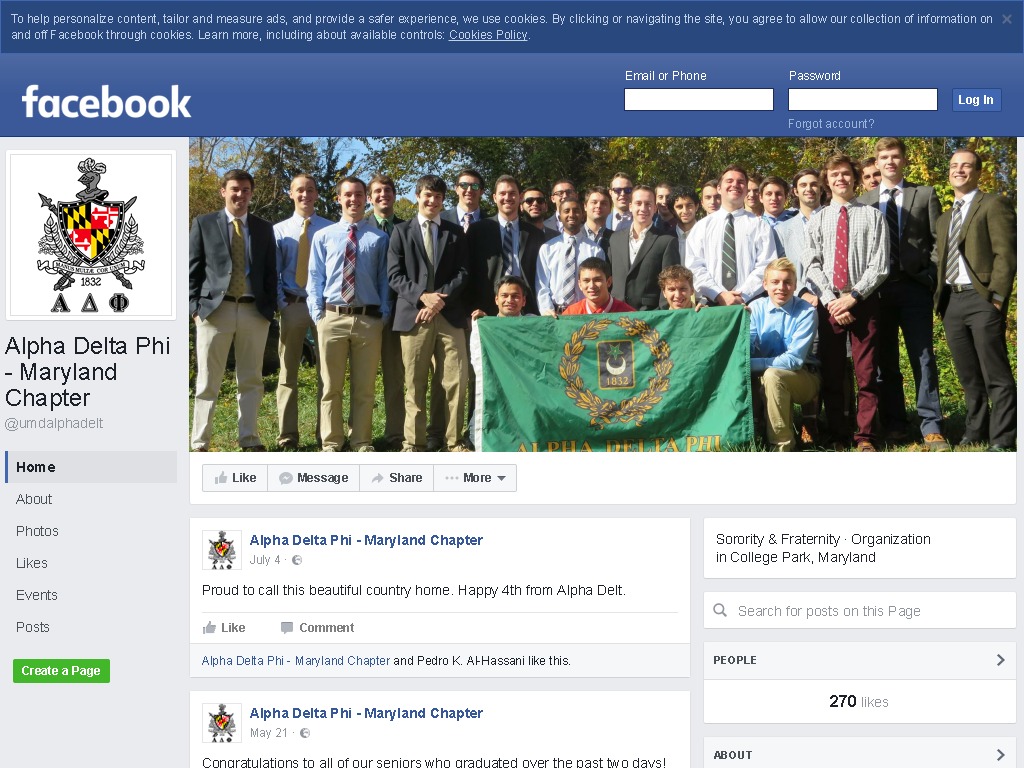 To help personalize content, tailor and measure ads, and provide a safer experience, we use cookies. By clicking or navigating the site, you agree to allow our collection of information on
and off Facebook through cookies. Learn more, including about available controls: Cookies Policy.
facebook
Email or Phone
Password
Log In
Forgot account?
1832
Α Δ Φ
Alpha Delta Phi
- Maryland
Chapter
@umdalphadelt
1832
ALPHA DELTA PHI
Home
About
Photos
Likes
Events
Posts
Create a Page
Like
Message
Share
More
Alpha Delta Phi - Maryland Chapter
July 4 ·
Proud to call this beautiful country home. Happy 4th from Alpha Delt.
Like
Comment
Alpha Delta Phi - Maryland Chapter and Pedro K. Al-Hassani like this.
Alpha Delta Phi - Maryland Chapter
May 21 ·
Congratulations to all of our seniors who graduated over the past two days!
Sorority & Fraternity · Organization
in College Park, Maryland
Search for posts on this Page
PEOPLE
270 likes
ABOUT